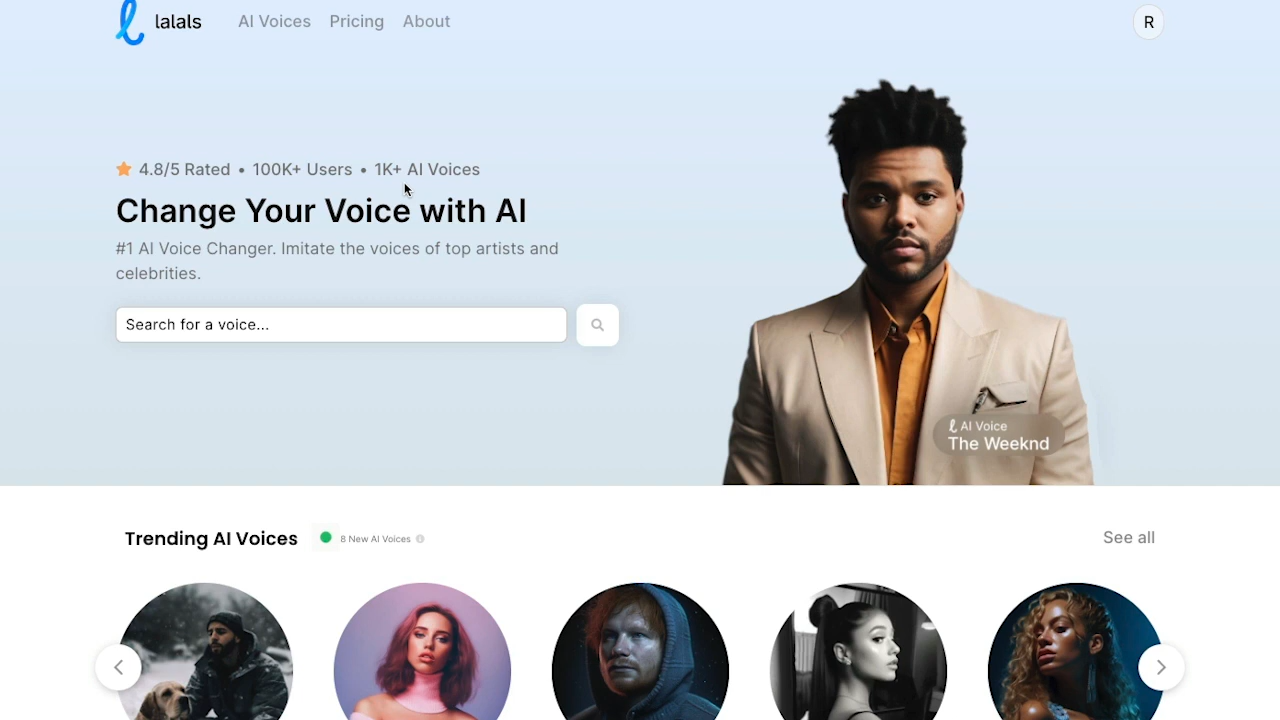 lalals
AI Voices
Pricing
About
R
4.8/5 Rated • 100K+ Users • 1K+ AI Voices
Change Your Voice with AI
#1 AI Voice Changer. Imitate the voices of top artists and
celebrities.
Search for a voice...
AI Voice
The Weeknd
Trending AI Voices
8 New AI Voices
See all